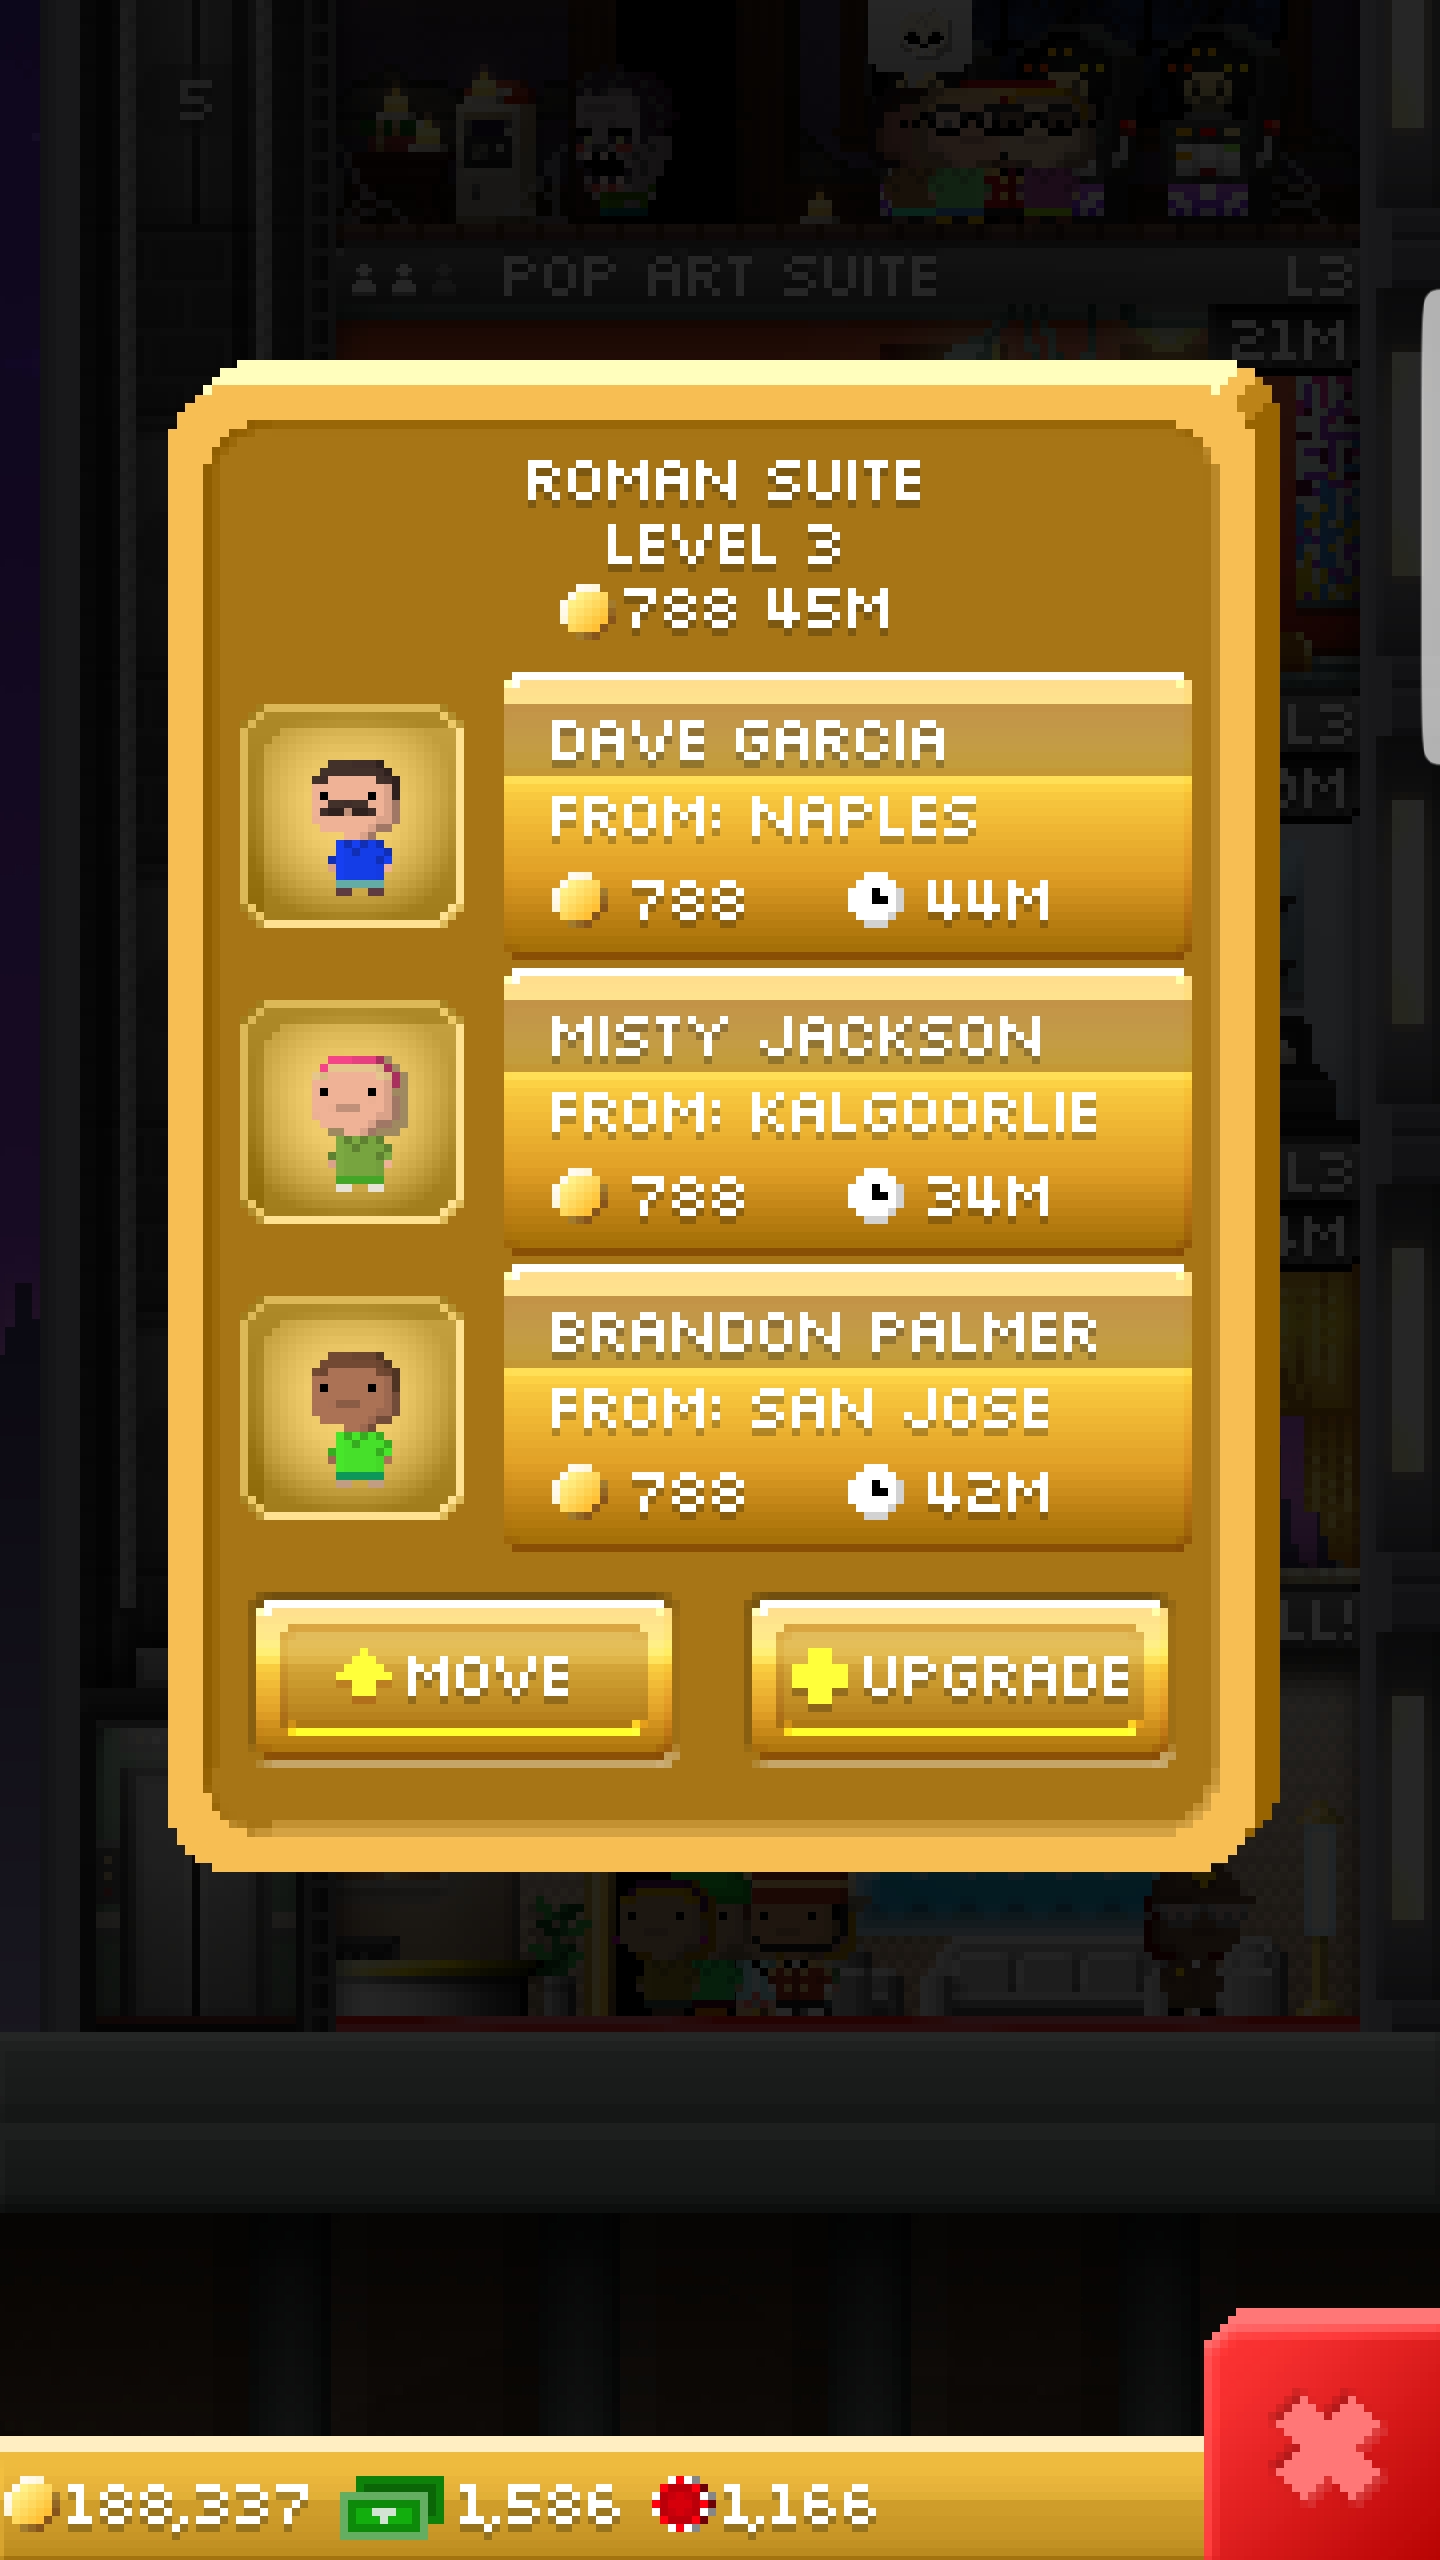 5
POP ART SUITE L3
21M
ROMAN SUITE
LEVEL 3
788 45M
L3
DAVE GARCIA
FROM: NAPLES
788 44M
MISTY JACKSON
FROM: KALGOORLIE
L3
788 34M
BRANDON PALMER
FROM: SAN JOSE
788 42M
MOVE UPGRADE
188,337 1,586 1,166